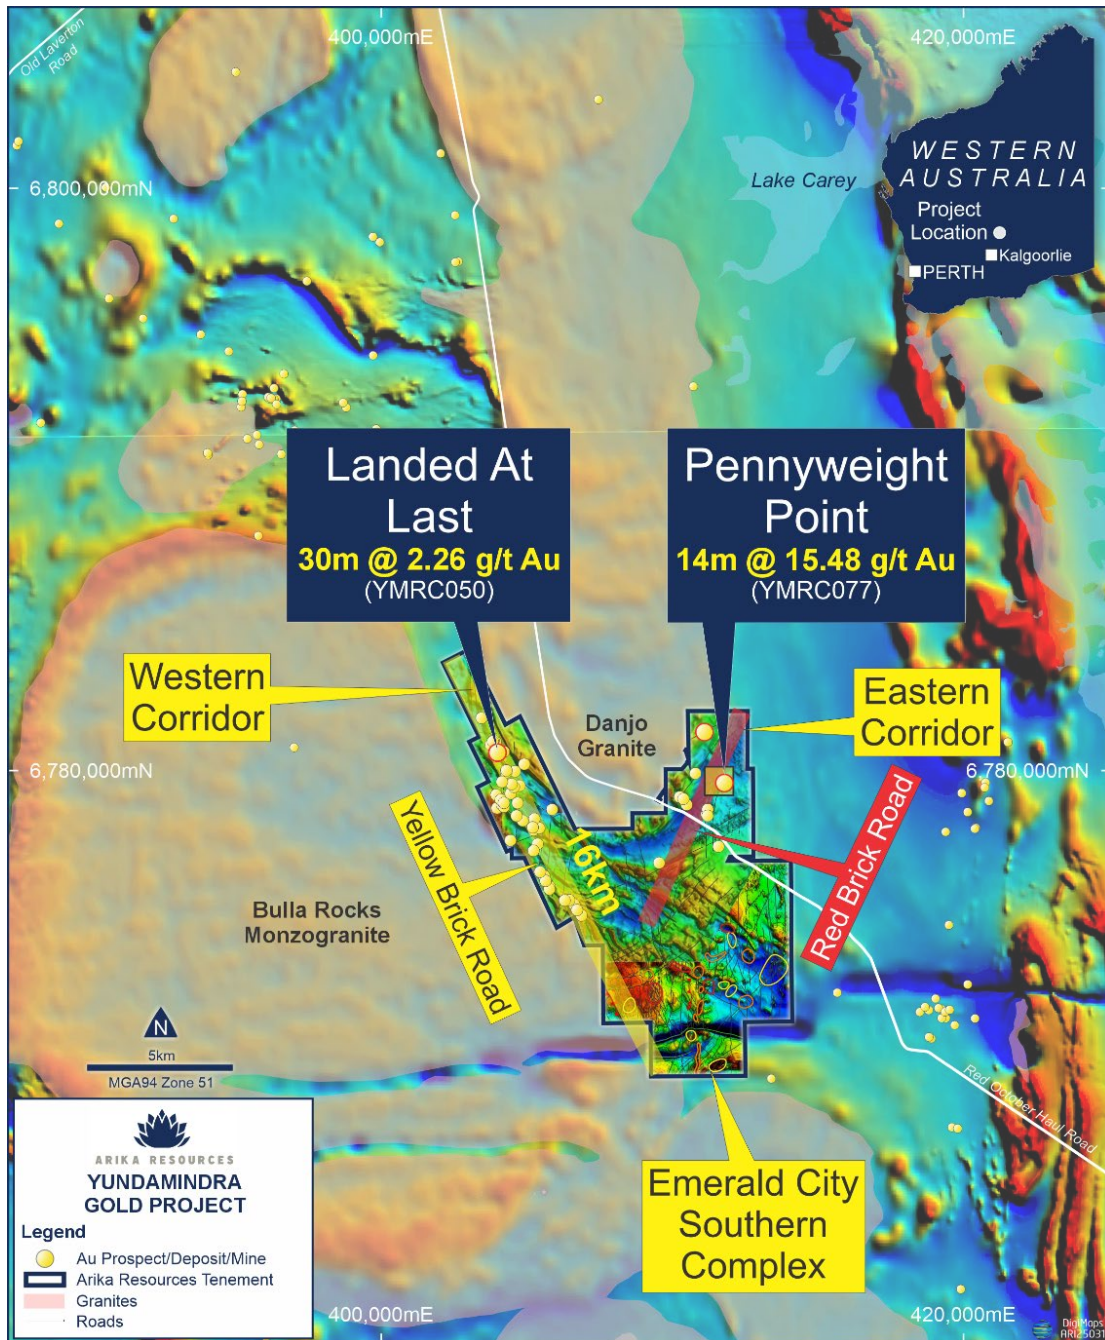 400,000mE
420,000mE
Old Laverton
Road
WESTERN
AUSTRALIA
Project
Location
Kalgoorlie
PERTH
Lake Carey
6,800,000mN
Landed At
Last
30m @ 2.26 g/t Au
(YMRC050)
Pennyweight
Point
14m @ 15.48 g/t Au
(YMRC077)
Western
Corridor
Eastern
Corridor
Danjo
Granite
6,780,000mN
6,780,000mN
Yellow Brick Road
16km
Red Brick Road
Bulla Rocks
Monzogranite
N
5km
MGA94 Zone 51
Red October Haul Road
Emerald City
Southern
Complex
ARIKA RESOURCES
YUNDAMINDRA
GOLD PROJECT
Legend
Au Prospect/Deposit/Mine
Arika Resources Tenement
Granites
Roads
400,000mE
420,000mE
DigiMaps
ARI25031